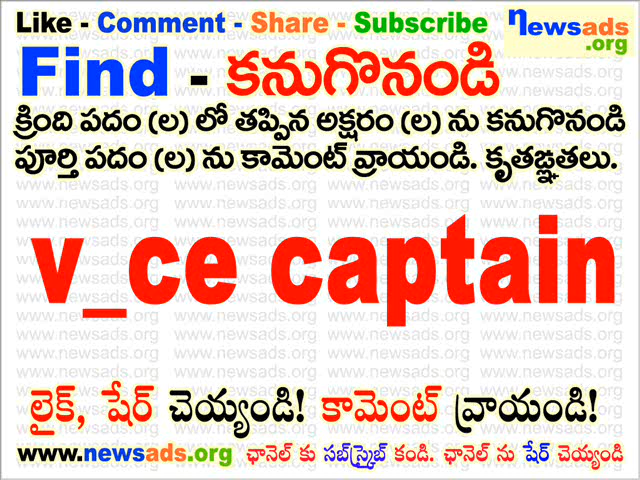 Like - Comment - Share - Subscribe
newsads
.org
Find - కనుగొనండి
క్రింది పదం (ల) లో తప్పిన అక్షరం (ల) ను కనుగొనండి
పూర్తి పదం (ల) ను కామెంట్ వ్రాయండి. కృతఙ్ఞతలు.
v_ce captain
లైక్, షేర్ చెయ్యండి! కామెంట్ వ్రాయండి!
www.newsads.org ఛానెల్ కు సబ్‌స్క్రైబ్ కండి. ఛానెల్ ను షేర్ చెయ్యండి